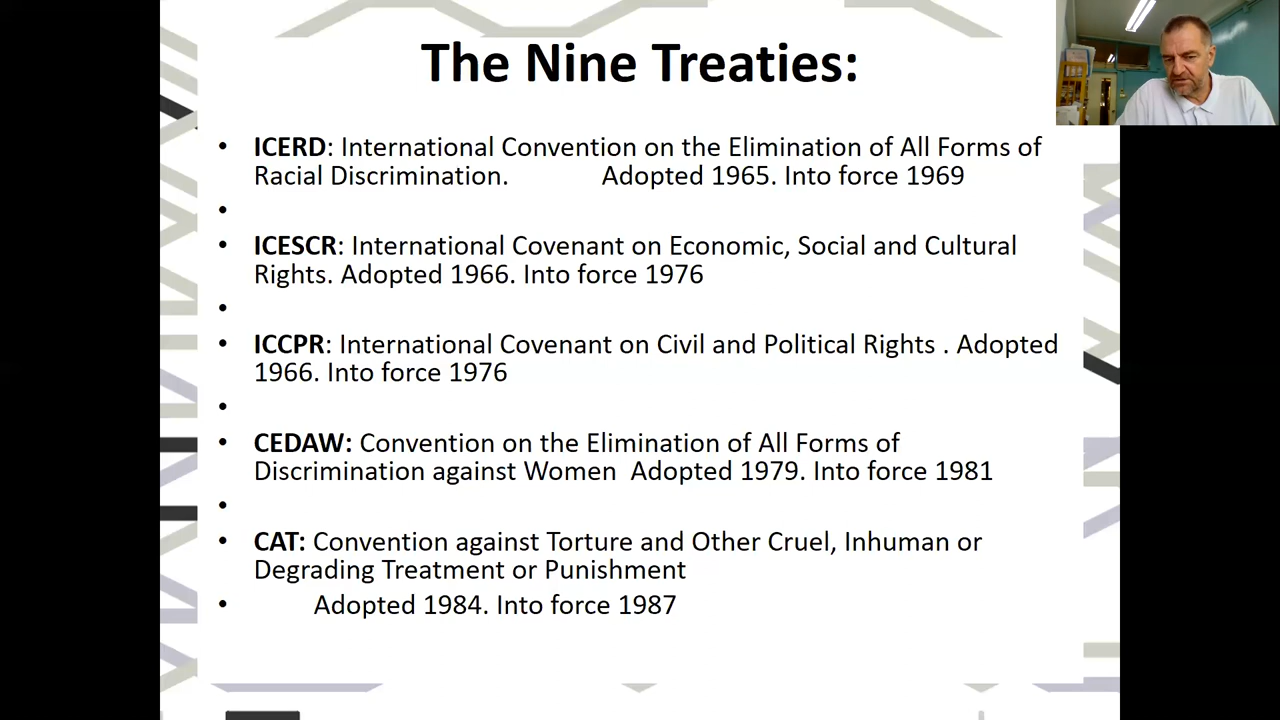 The Nine Treaties:
• ICERD: International Convention on the Elimination of All Forms of
Racial Discrimination. Adopted 1965. Into force 1969
•
• ICESCR: International Covenant on Economic, Social and Cultural
Rights. Adopted 1966. Into force 1976
•
• ICCPR: International Covenant on Civil and Political Rights . Adopted
1966. Into force 1976
•
• CEDAW: Convention on the Elimination of All Forms of
Discrimination against Women Adopted 1979. Into force 1981
•
• CAT: Convention against Torture and Other Cruel, Inhuman or
Degrading Treatment or Punishment
• Adopted 1984. Into force 1987